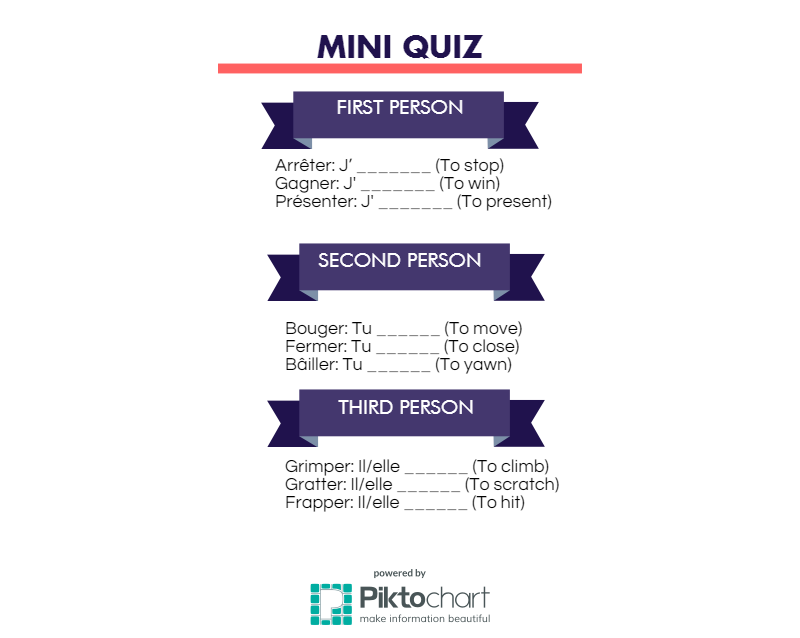 MINI QUIZ
FIRST PERSON
Arrêter: J’ _______ (To stop)
Gagner: J' _______ (To win)
Présenter: J' _______ (To present)
SECOND PERSON
Bouger: Tu ______ (To move)
Fermer: Tu ______ (To close)
Bâiller: Tu ______ (To yawn)
THIRD PERSON
Grimper: Il/elle ______ (To climb)
Gratter: Il/elle ______ (To scratch)
Frapper: Il/elle ______ (To hit)
powered by
Piktochart
make information beautiful